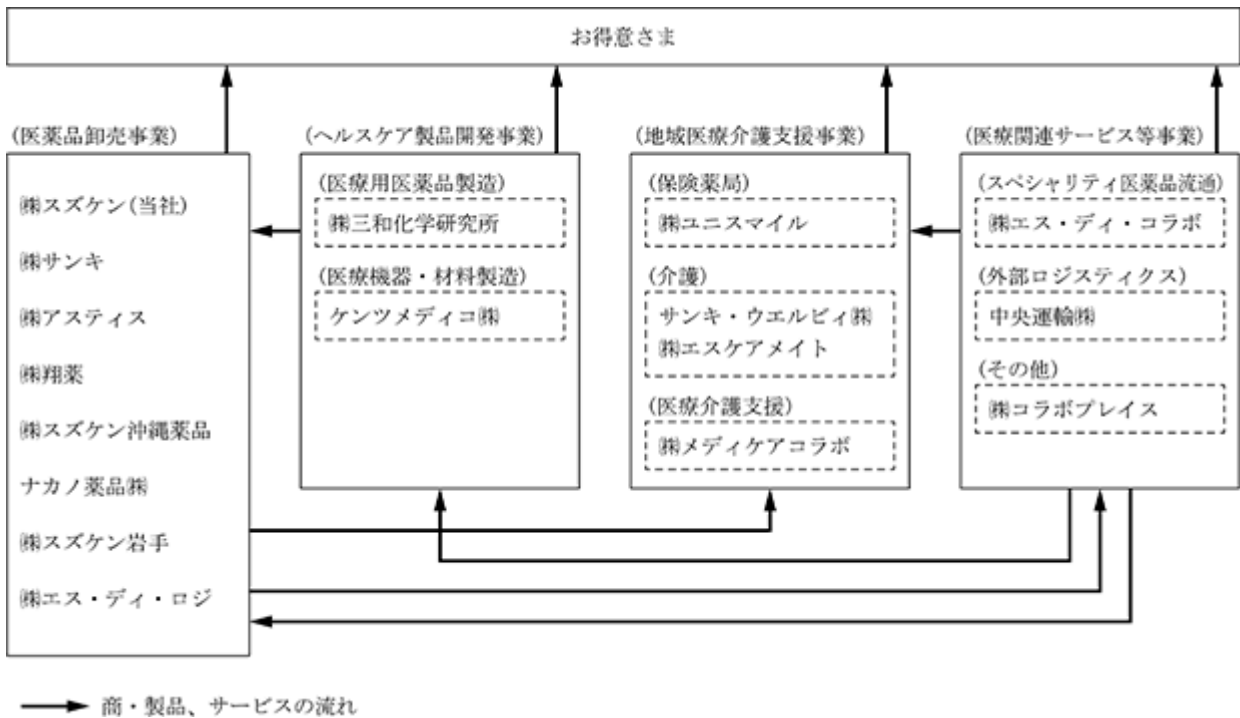 お得意さま
(医薬品卸売事業)
㈱スズケン(当社)
㈱サンキ
㈱アスティス
㈱翔薬
㈱スズケン沖縄薬品
ナカノ薬品㈱
㈱スズケン岩手
㈱エス・ディ・ロジ
(ヘルスケア製品開発事業)
(医療用医薬品製造)
㈱三和化学研究所
(医療機器・材料製造)
ケンツメディコ㈱
(地域医療介護支援事業)
(保険薬局)
㈱ユニスマイル
(介護)
サンキ・ウエルビィ㈱
㈱エスケアメイト
(医療介護支援)
㈱メディケアコラボ
(医療関連サービス等事業)
(スペシャリティ医薬品流通)
㈱エス・ディ・コラボ
(外部ロジスティクス)
中央運輸㈱
(その他)
㈱コラボプレイス
商・製品、サービスの流れ